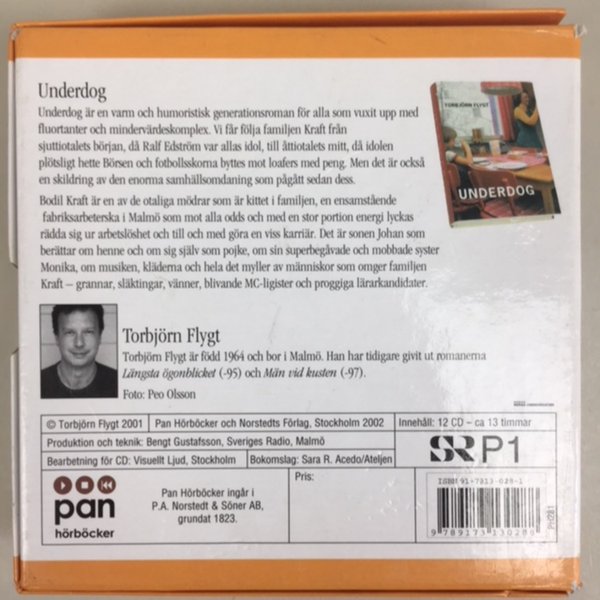 Underdog
Underdog är en varm och humoristisk generationsroman för alla som vuxit upp med
fluortanter och mindervärdeskomplex. Vi får följa familjen Kraft från
sjuttiotalets början, då Ralf Edström var allas idol, till åttiotalets mitt, då idolen
plötsligt hette Börsen och fotbollsskorna byttes mot loafers med peng. Men det är också
en skildring av den enorma samhällsomdaning som pågått sedan dess.
Bodil Kraft är en av de otaliga mödrar som är kittet i familjen, en ensamstående
fabriksarbeterska i Malmö som mot alla odds och med en stor portion energi lyckas
rädda sig ur arbetslöshet och till och med göra en viss karriär. Det är sonen Johan som
berättar om henne och om sig själv som pojke, om sin superbegåvade och mobbade syster
Monika, om musiken, kläderna och hela det myller av människor som omger familjen
Kraft – grannar, släktingar, vänner, blivande MC-ligister och proggiga lärarkandidater.
TORBJÖRN FLYGT
UNDERDOG
Torbjörn Flygt
Torbjörn Flygt är född 1964 och bor i Malmö. Han har tidigare givit ut romanerna
Längsta ögonblicket (-95) och Män vid kusten (-97).
Foto: Peo Olsson
© Torbjörn Flygt 2001
Pan Hörböcker och Norstedts Förlag, Stockholm 2002
Innehåll: 12 CD – ca 13 timmar
Produktion och teknik: Bengt Gustafsson, Sveriges Radio, Malmö
SR P1
Bearbetning för CD: Visuellt Ljud, Stockholm
Bokomslag: Sara R. Acedo/Ateljen
pan
hörböcker
Pan Hörböcker ingår i
P.A. Norstedt & Söner AB,
grundat 1823.
Pris:
ISBN 91-7313-028-1
9 789173 130288
PH281